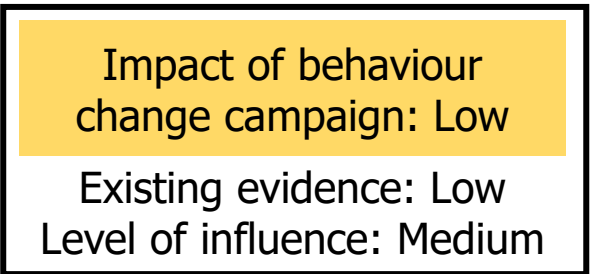 Impact of behaviour
change campaign: Low
Existing evidence: Low
Level of influence: Medium